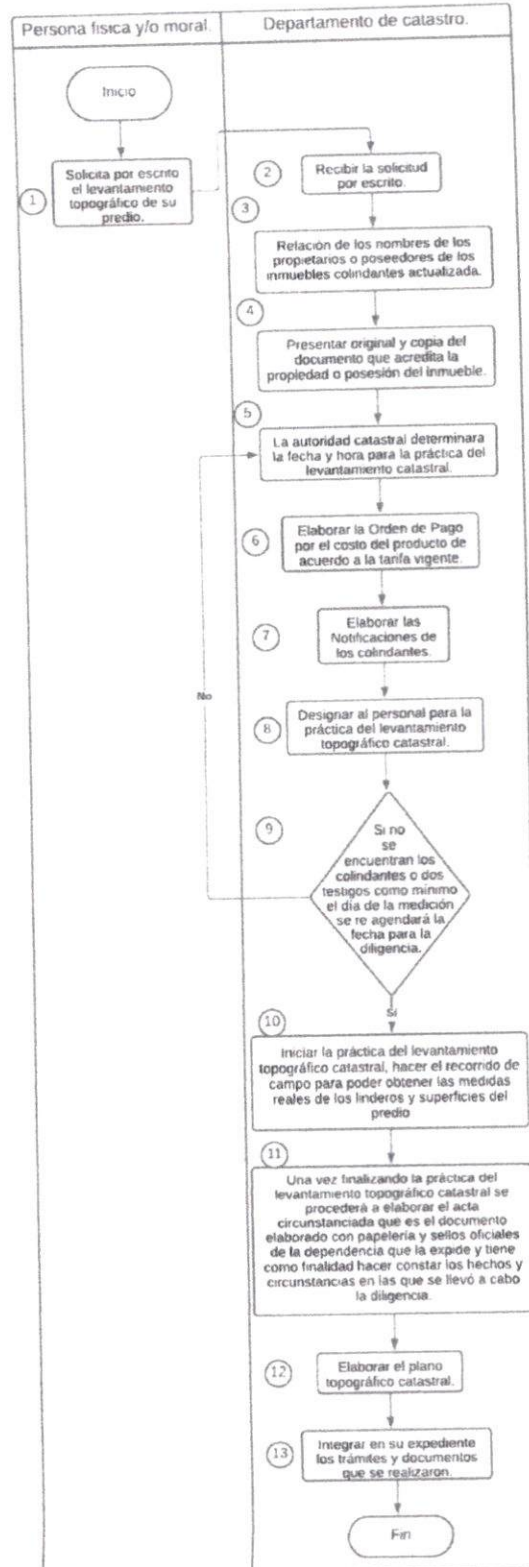 Persona fisica y/o moral.
Departamento de catastro.
Inicio
1
Solicita por escrito
el levantamiento
topográfico de su
predio.
2
Recibir la solicitud
por escrito.
3
Relación de los nombres de los
propietarios o poseedores de los
inmuebles colindantes actualizada.
4
Presentar original y copia del
documento que acredita la
propiedad o posesión del inmueble.
5
La autoridad catastral determinara
la fecha y hora para la práctica del
levantamiento catastral.
6
Elaborar la Orden de Pago
por el costo del producto de
acuerdo a la tarifa vigente.
7
Elaborar las
Notificaciones de
los colindantes.
No
8
Designar al personal para la
práctica del levantamiento
topográfico catastral.
9
Si no
se
encuentran los
colindantes o dos
testigos como mínimo
el día de la medición
se re agendará la
fecha para la
diligencia.
Si
10
Iniciar la práctica del levantamiento
topográfico catastral, hacer el recorrido de
campo para poder obtener las medidas
reales de los linderos y superficies del
predio
11
Una vez finalizando la práctica del
levantamiento topográfico catastral se
procederá a elaborar el acta
circunstanciada que es el documento
elaborado con papelería y sellos oficiales
de la dependencia que la expide y tiene
como finalidad hacer constar los hechos y
circunstancias en las que se llevó a cabo
la diligencia.
12
Elaborar el plano
topográfico catastral.
13
Integrar en su expediente
los trámites y documentos
que se realizaron.
Fin